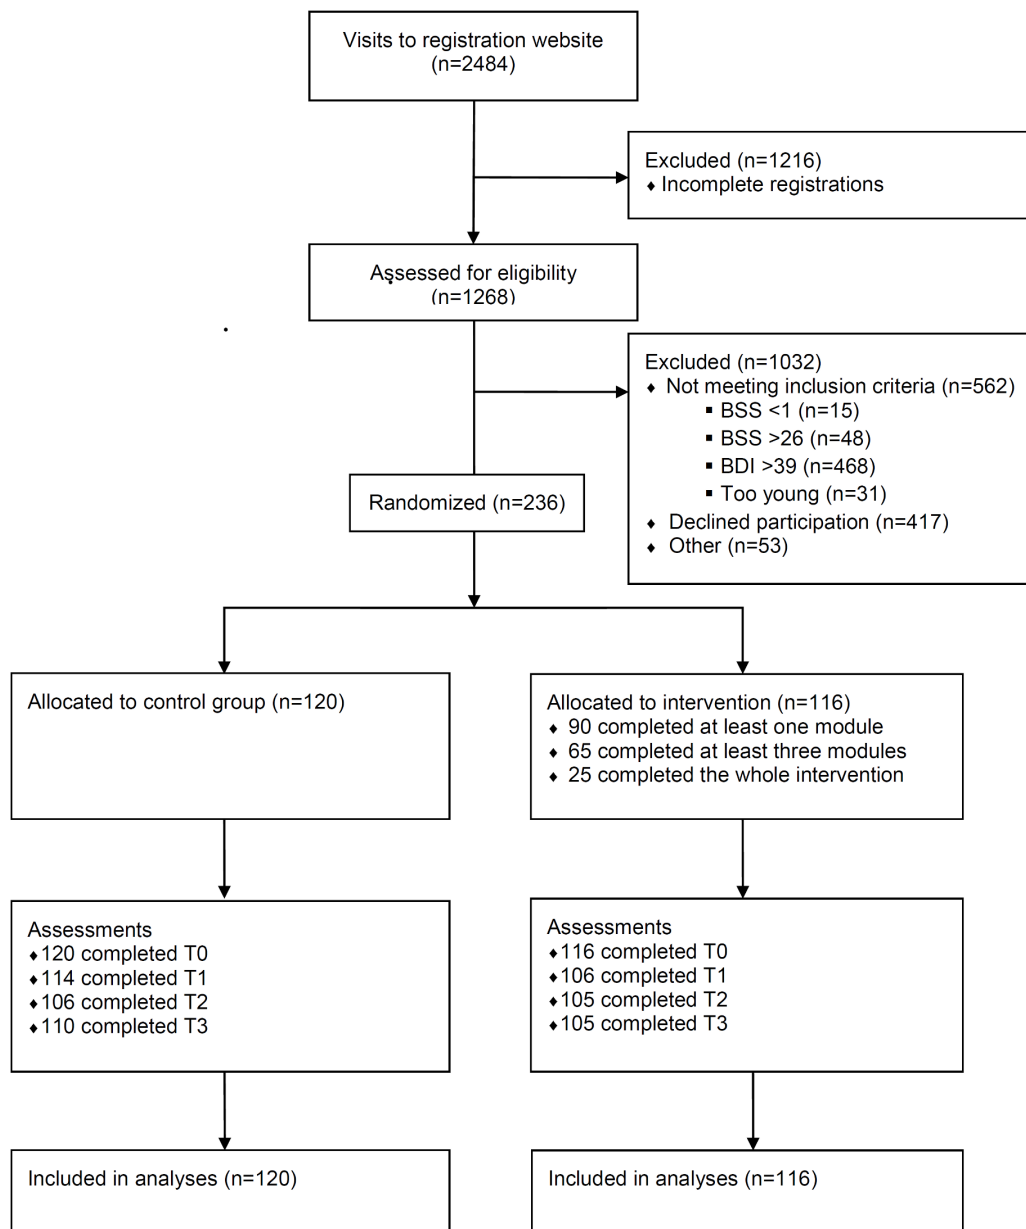 Visits to registration website
(n=2484)
Excluded (n=1216)
♦ Incomplete registrations
Assessed for eligibility
(n=1268)
Excluded (n=1032)
♦ Not meeting inclusion criteria (n=562)
▪ BSS <1 (n=15)
▪ BSS >26 (n=48)
▪ BDI >39 (n=468)
▪ Too young (n=31)
♦ Declined participation (n=417)
♦ Other (n=53)
Randomized (n=236)
Allocated to control group (n=120)
Allocated to intervention (n=116)
♦ 90 completed at least one module
♦ 65 completed at least three modules
♦ 25 completed the whole intervention
Assessments
♦120 completed T0
♦114 completed T1
♦106 completed T2
♦110 completed T3
Assessments
♦116 completed T0
♦106 completed T1
♦105 completed T2
♦105 completed T3
Included in analyses (n=120)
Included in analyses (n=116)